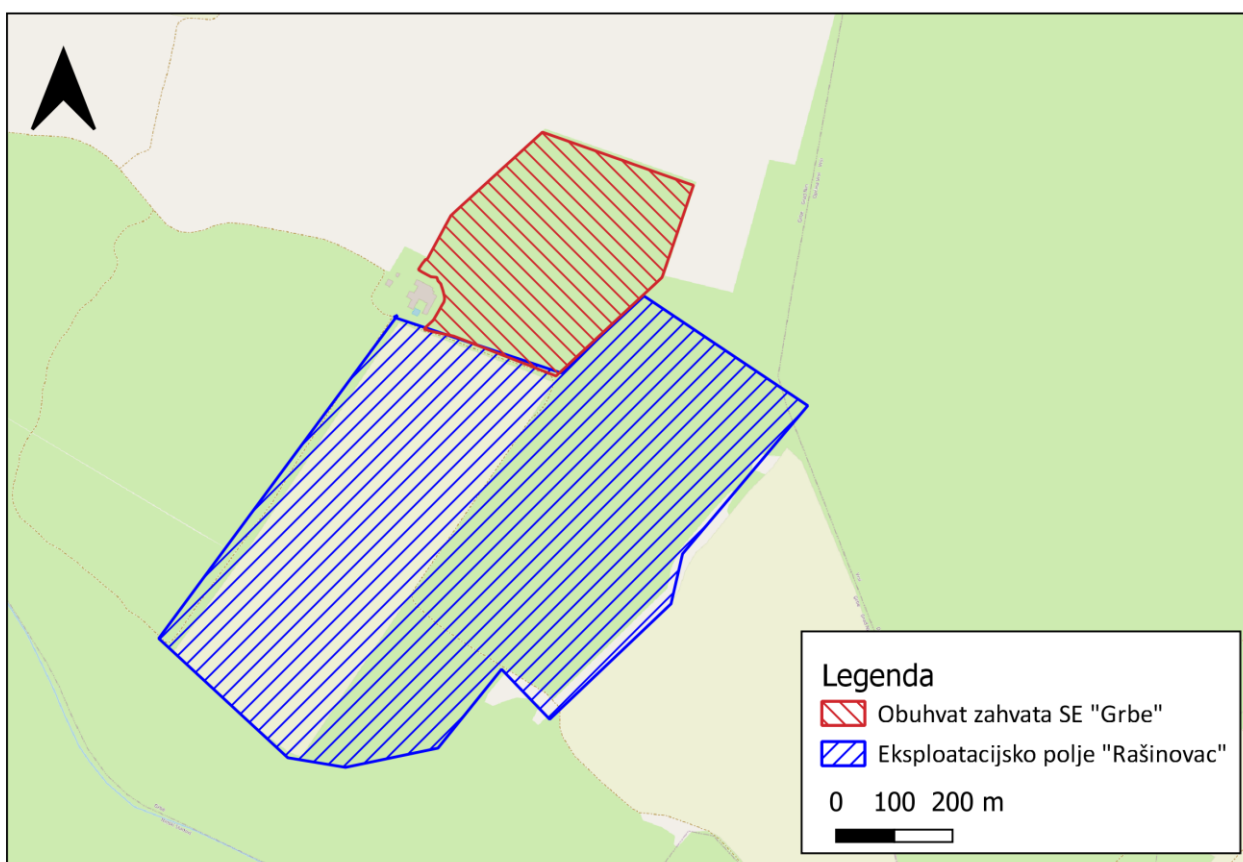 Legenda
Obuhvat zahvata SE "Grbe"
Eksploatacijsko polje "Rašinovac"
0 100 200 m